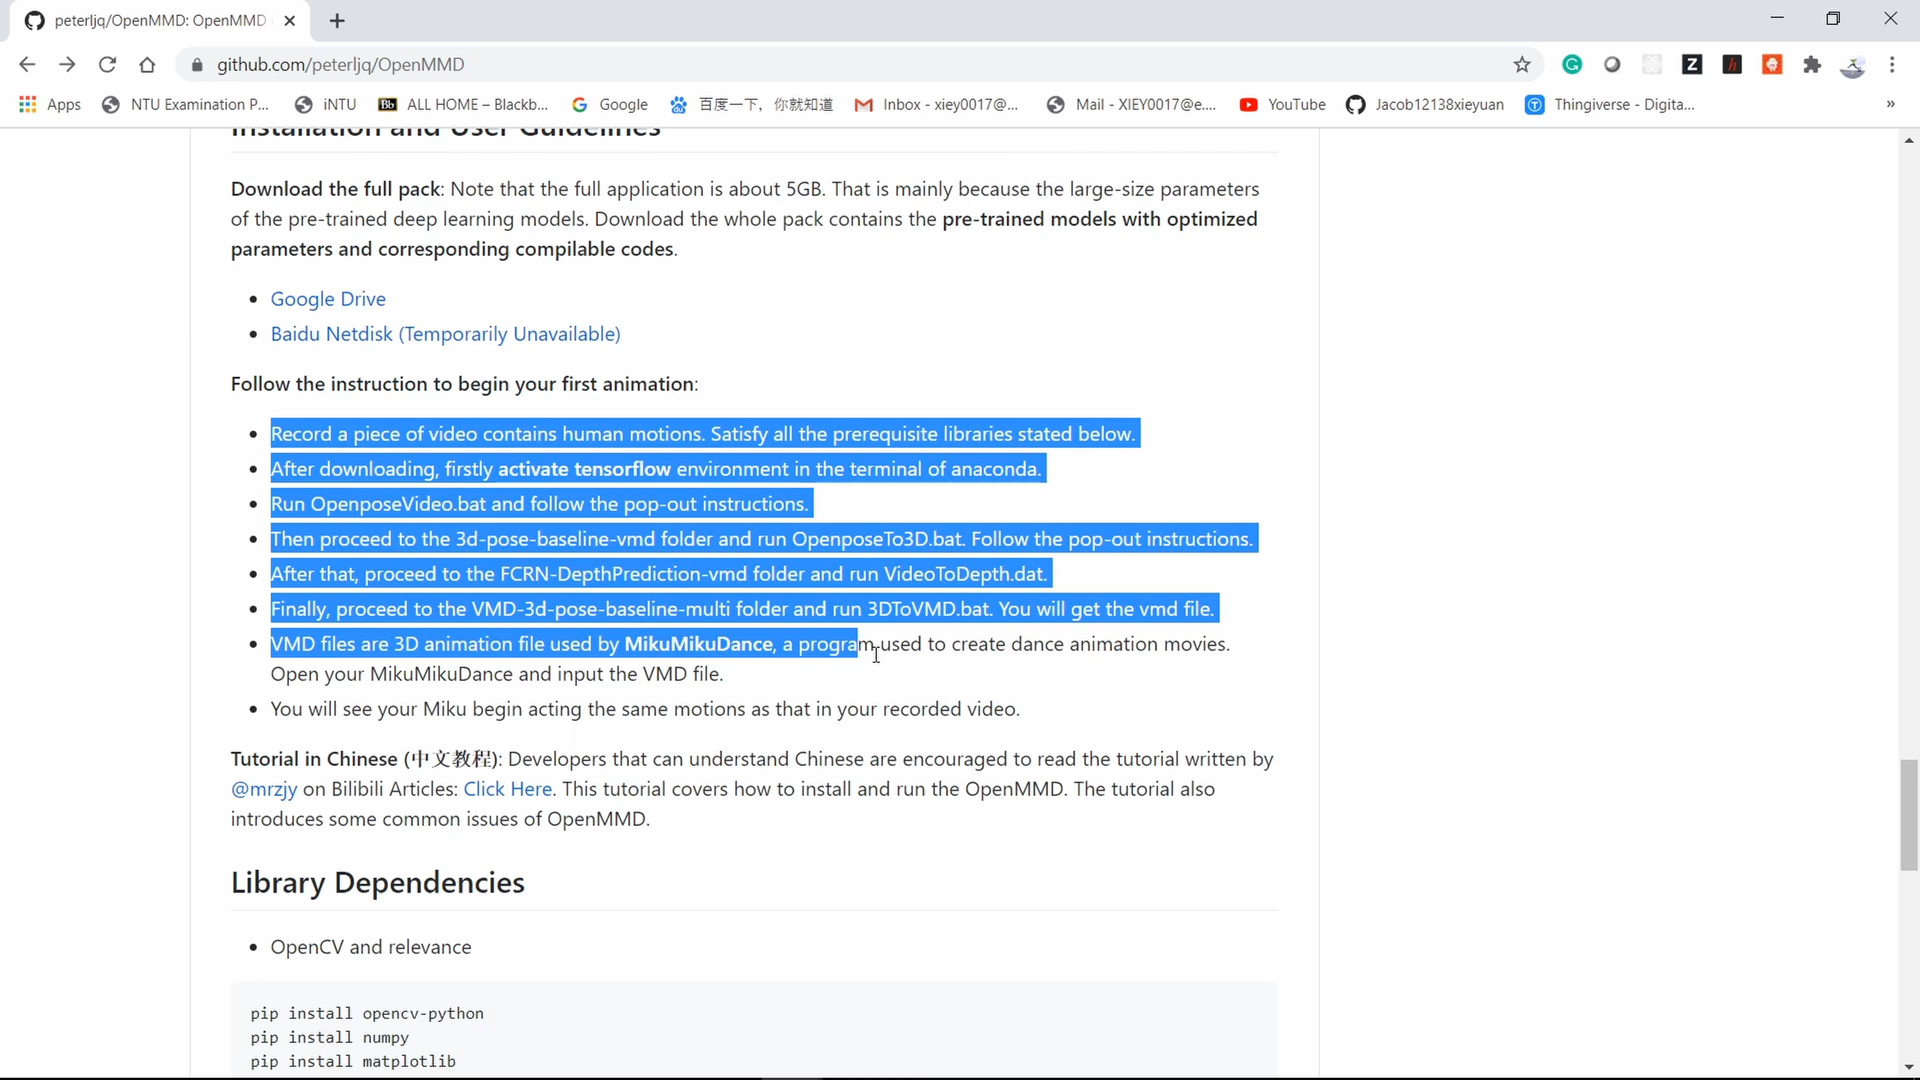 peterljq/OpenMMD: OpenMMD
github.com/peterljq/OpenMMD
Apps NTU Examination P... iNTU Bb ALL HOME – Blackb... Google 百度一下，你就知道 Inbox - xiey0017@... Mail - XIEY0017@e.... YouTube Jacob12138xieyuan Thingiverse - Digita... »
Installation and User Guidelines
Download the full pack: Note that the full application is about 5GB. That is mainly because the large-size parameters
of the pre-trained deep learning models. Download the whole pack contains the pre-trained models with optimized
parameters and corresponding compilable codes.
Google Drive
Baidu Netdisk (Temporarily Unavailable)
Follow the instruction to begin your first animation:
Record a piece of video contains human motions. Satisfy all the prerequisite libraries stated below.
After downloading, firstly activate tensorflow environment in the terminal of anaconda.
Run OpenposeVideo.bat and follow the pop-out instructions.
Then proceed to the 3d-pose-baseline-vmd folder and run OpenposeTo3D.bat. Follow the pop-out instructions.
After that, proceed to the FCRN-DepthPrediction-vmd folder and run VideoToDepth.dat.
Finally, proceed to the VMD-3d-pose-baseline-multi folder and run 3DToVMD.bat. You will get the vmd file.
VMD files are 3D animation file used by MikuMikuDance, a program used to create dance animation movies.
Open your MikuMikuDance and input the VMD file.
You will see your Miku begin acting the same motions as that in your recorded video.
Tutorial in Chinese (中文教程): Developers that can understand Chinese are encouraged to read the tutorial written by
@mrzjy on Bilibili Articles: Click Here. This tutorial covers how to install and run the OpenMMD. The tutorial also
introduces some common issues of OpenMMD.
Library Dependencies
OpenCV and relevance
pip install opencv-python
pip install numpy
pip install matplotlib